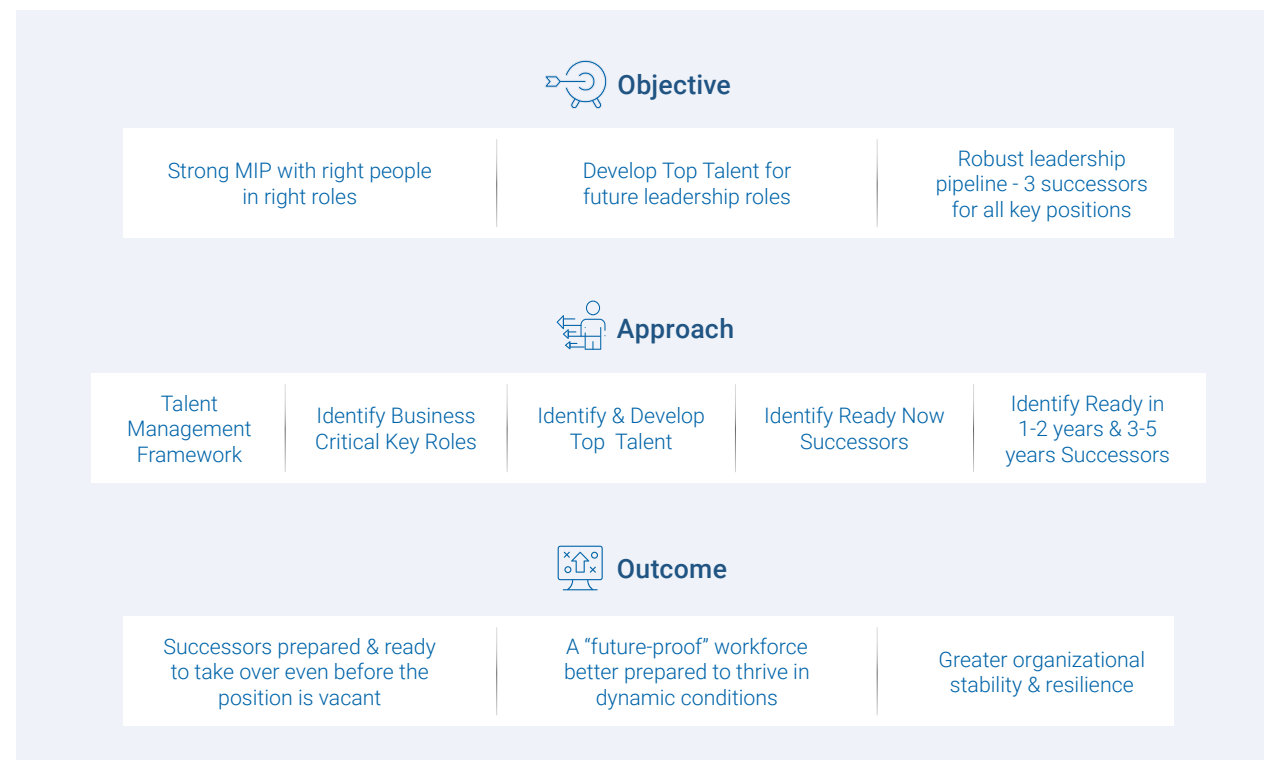 Objective
Strong MIP with right people
in right roles
Develop Top Talent for
future leadership roles
Robust leadership
pipeline - 3 successors
for all key positions
Approach
Talent
Management
Framework
Identify Business
Critical Key Roles
Identify & Develop
Top Talent
Identify Ready Now
Successors
Identify Ready in
1-2 years & 3-5
years Successors
Outcome
Successors prepared & ready
to take over even before the
position is vacant
A “future-proof” workforce
better prepared to thrive in
dynamic conditions
Greater organizational
stability & resilience